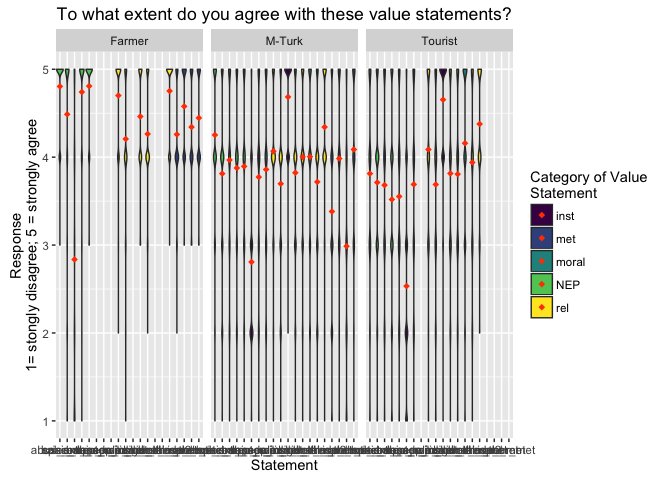 To what extent do you agree with these value statements?
Farmer
M-Turk
Tourist
Response
1= stongly disagree; 5 = strongly agree
5
4
3
2
1
Statement
Category of Value
Statement
inst
met
moral
NEP
rel